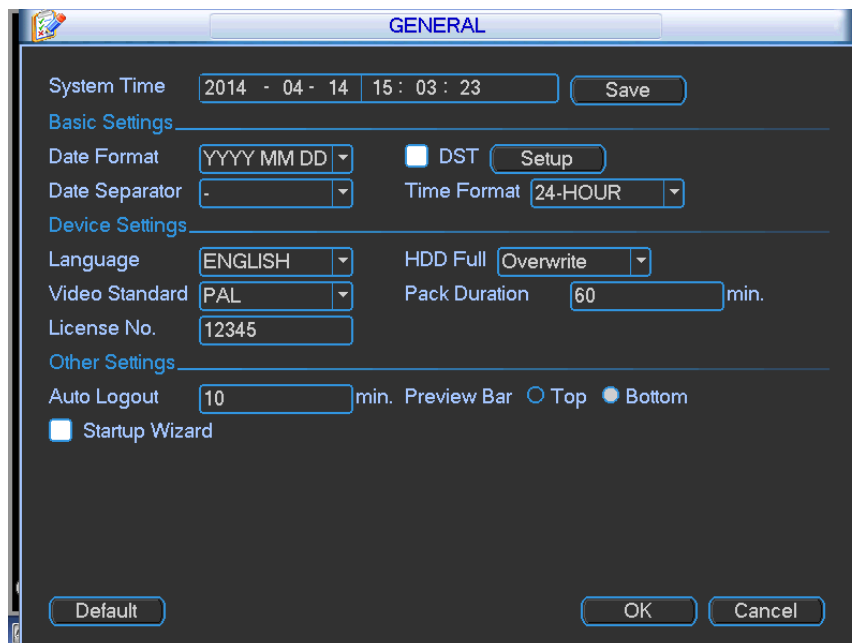 GENERAL
System Time 2014 - 04 - 14 15 : 03 : 23 Save
Basic Settings
Date Format YYYY MM DD DST Setup
Date Separator - Time Format 24-HOUR
Device Settings
Language ENGLISH HDD Full Overwrite
Video Standard PAL Pack Duration 60 min.
License No. 12345
Other Settings
Auto Logout 10 min. Preview Bar Top Bottom
Startup Wizard
Default OK Cancel